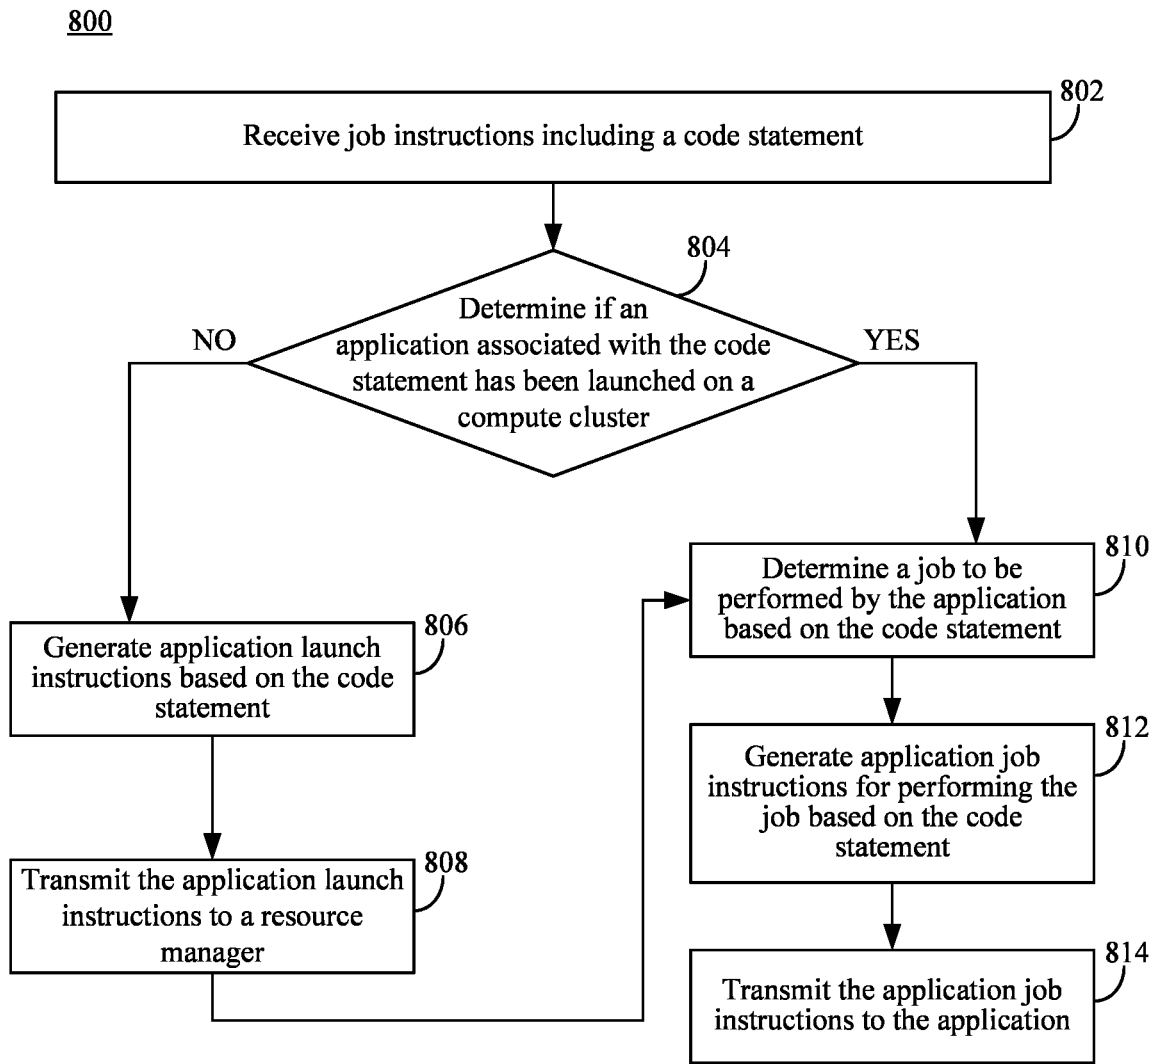 800
802
Receive job instructions including a code statement
804
Determine if an
application associated with the code
statement has been launched on a
compute cluster
NO
YES
810
Determine a job to be
performed by the application
based on the code statement
806
Generate application launch
instructions based on the code
statement
812
Generate application job
instructions for performing the
job based on the code
statement
808
Transmit the application launch
instructions to a resource
manager
814
Transmit the application job
instructions to the application